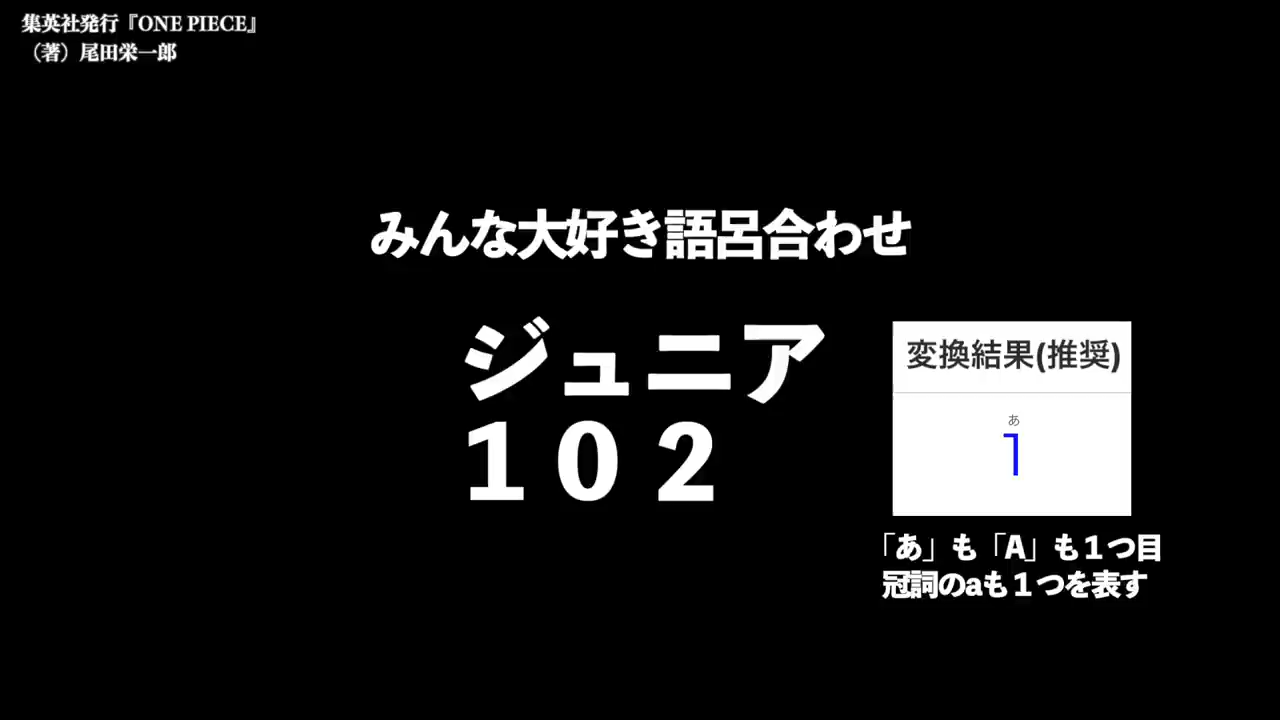 集英社発行『ONE PIECE』
（著）尾田栄一郎
みんな大好き語呂合わせ
ジュニア
１０２
変換結果(推奨)
あ
1
「あ」も「A」も１つ目
冠詞のaも１つを表す